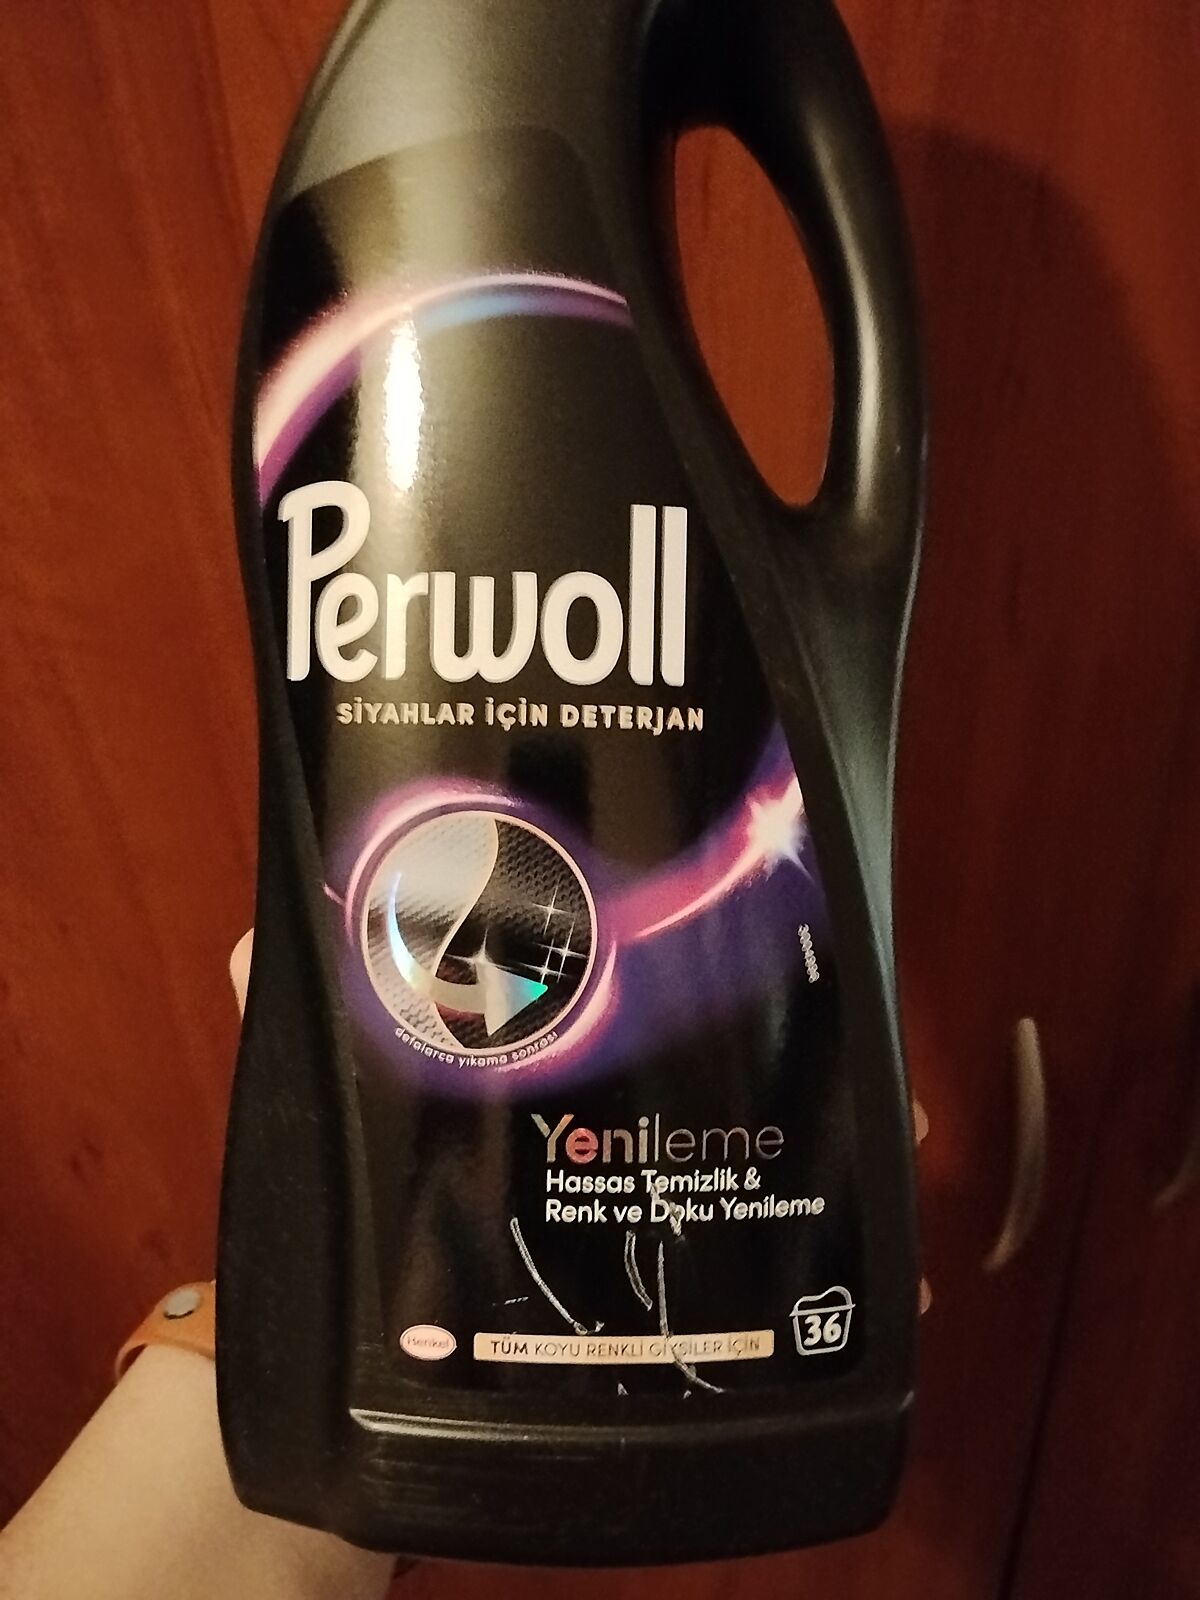 Perwoll
SİYAHLAR İÇİN DETERJAN
defalarca yıkama sonrası
Yenileme
Hassas Temizlik &
Renk ve Doku Yenileme
Henkel
TÜM KOYU RENKLİ GİYSİLER İÇİN
36